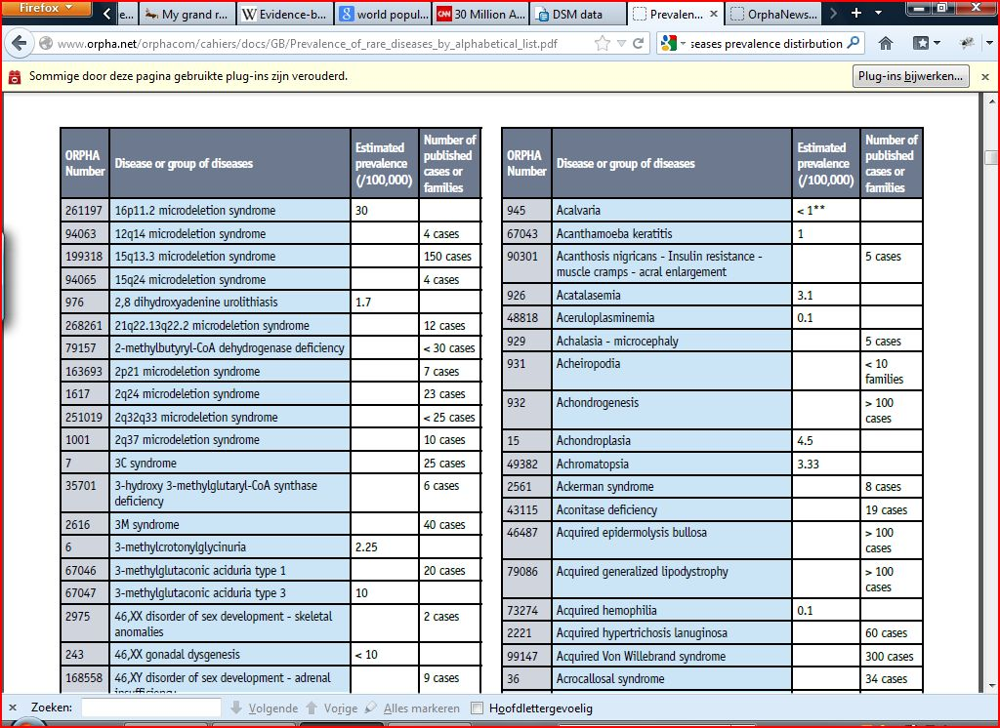 Firefox
e...
My grand r...
Evidence-b...
world popul...
30 Million A...
DSM data
Prevalen...
OrphaNews...
www.orpha.net/orphacom/cahiers/docs/GB/Prevalence_of_rare_diseases_by_alphabetical_list.pdf
seases prevalence distribution
Sommige door deze pagina gebruikte plug-ins zijn verouderd.
Plug-ins bijwerken...
ORPHA Number Disease or group of diseases Estimated prevalence (/100,000) Number of published cases or families
261197 16p11.2 microdeletion syndrome 30
94063 12q14 microdeletion syndrome 4 cases
199318 15q13.3 microdeletion syndrome 150 cases
94065 15q24 microdeletion syndrome 4 cases
976 2,8 dihydroxyadenine urolithiasis 1.7
268261 21q22.13q22.2 microdeletion syndrome 12 cases
79157 2-methylbutyryl-CoA dehydrogenase deficiency < 30 cases
163693 2p21 microdeletion syndrome 7 cases
1617 2q24 microdeletion syndrome 23 cases
251019 2q32q33 microdeletion syndrome < 25 cases
1001 2q37 microdeletion syndrome 10 cases
7 3C syndrome 25 cases
35701 3-hydroxy 3-methylglutaryl-CoA synthase 6 cases
deficiency
2616 3M syndrome 40 cases
6 3-methylcrotonylglycinuria 2.25
67046 3-methylglutaconic aciduria type 1 20 cases
67047 3-methylglutaconic aciduria type 3 10
2975 46,XX disorder of sex development - skeletal 2 cases
anomalies
243 46,XX gonadal dysgenesis < 10
168558 46,XY disorder of sex development - adrenal 9 cases
insufficiency
ORPHA Number Disease or group of diseases Estimated prevalence (/100,000) Number of published cases or families
945 Acalvaria < 1**
67043 Acanthamoeba keratitis 1
90301 Acanthosis nigricans - Insulin resistance - 5 cases
muscle cramps - acral enlargement
926 Acatalasemia 3.1
48818 Aceruloplasminemia 0.1
929 Achalasia - microcephaly 5 cases
931 Acheiropodia < 10
families
932 Achondrogenesis > 100
cases
15 Achondroplasia 4.5
49382 Achromatopsia 3.33
2561 Ackerman syndrome 8 cases
43115 Aconitase deficiency 19 cases
46487 Acquired epidermolysis bullosa > 100
cases
79086 Acquired generalized lipodystrophy > 100
cases
73274 Acquired hemophilia 0.1
2221 Acquired hypertrichosis lanuginosa 60 cases
99147 Acquired Von Willebrand syndrome 300 cases
36 Acrocallosal syndrome 34 cases
Zoeken: Volgende Vorige Alles markeren Hoofdlettergevoelig